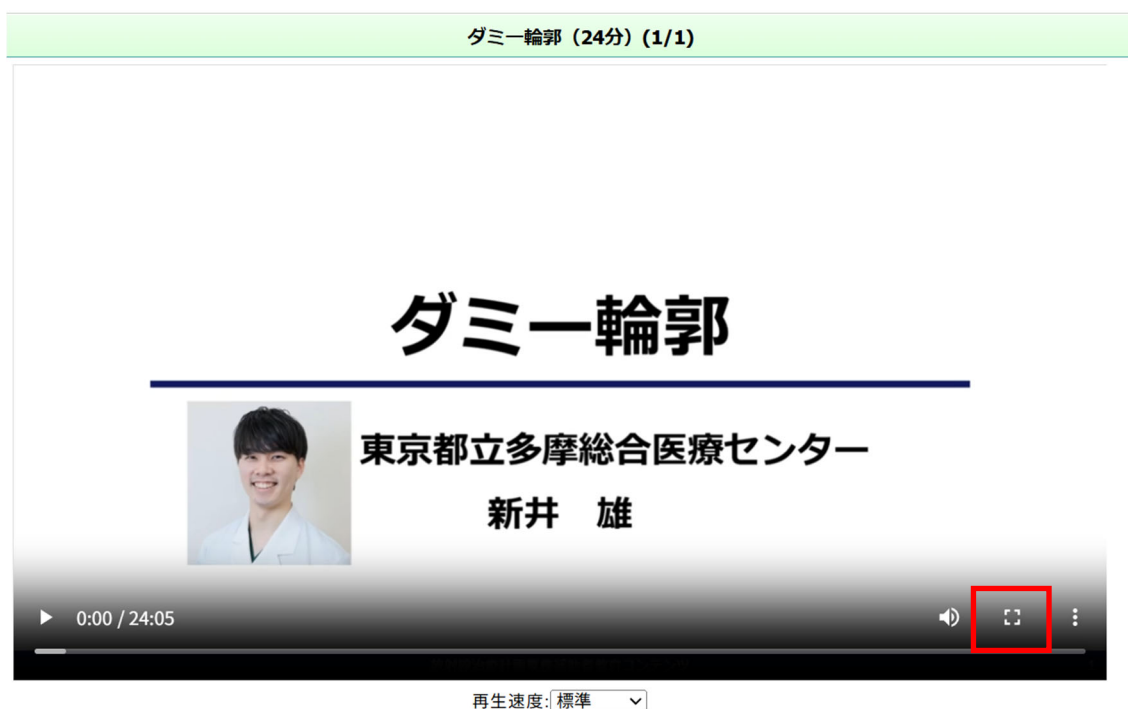 ダミー輪郭（24分）(1/1)
ダミー輪郭
東京都立多摩総合医療センター
新井　雄
0:00 / 24:05
再生速度:標準